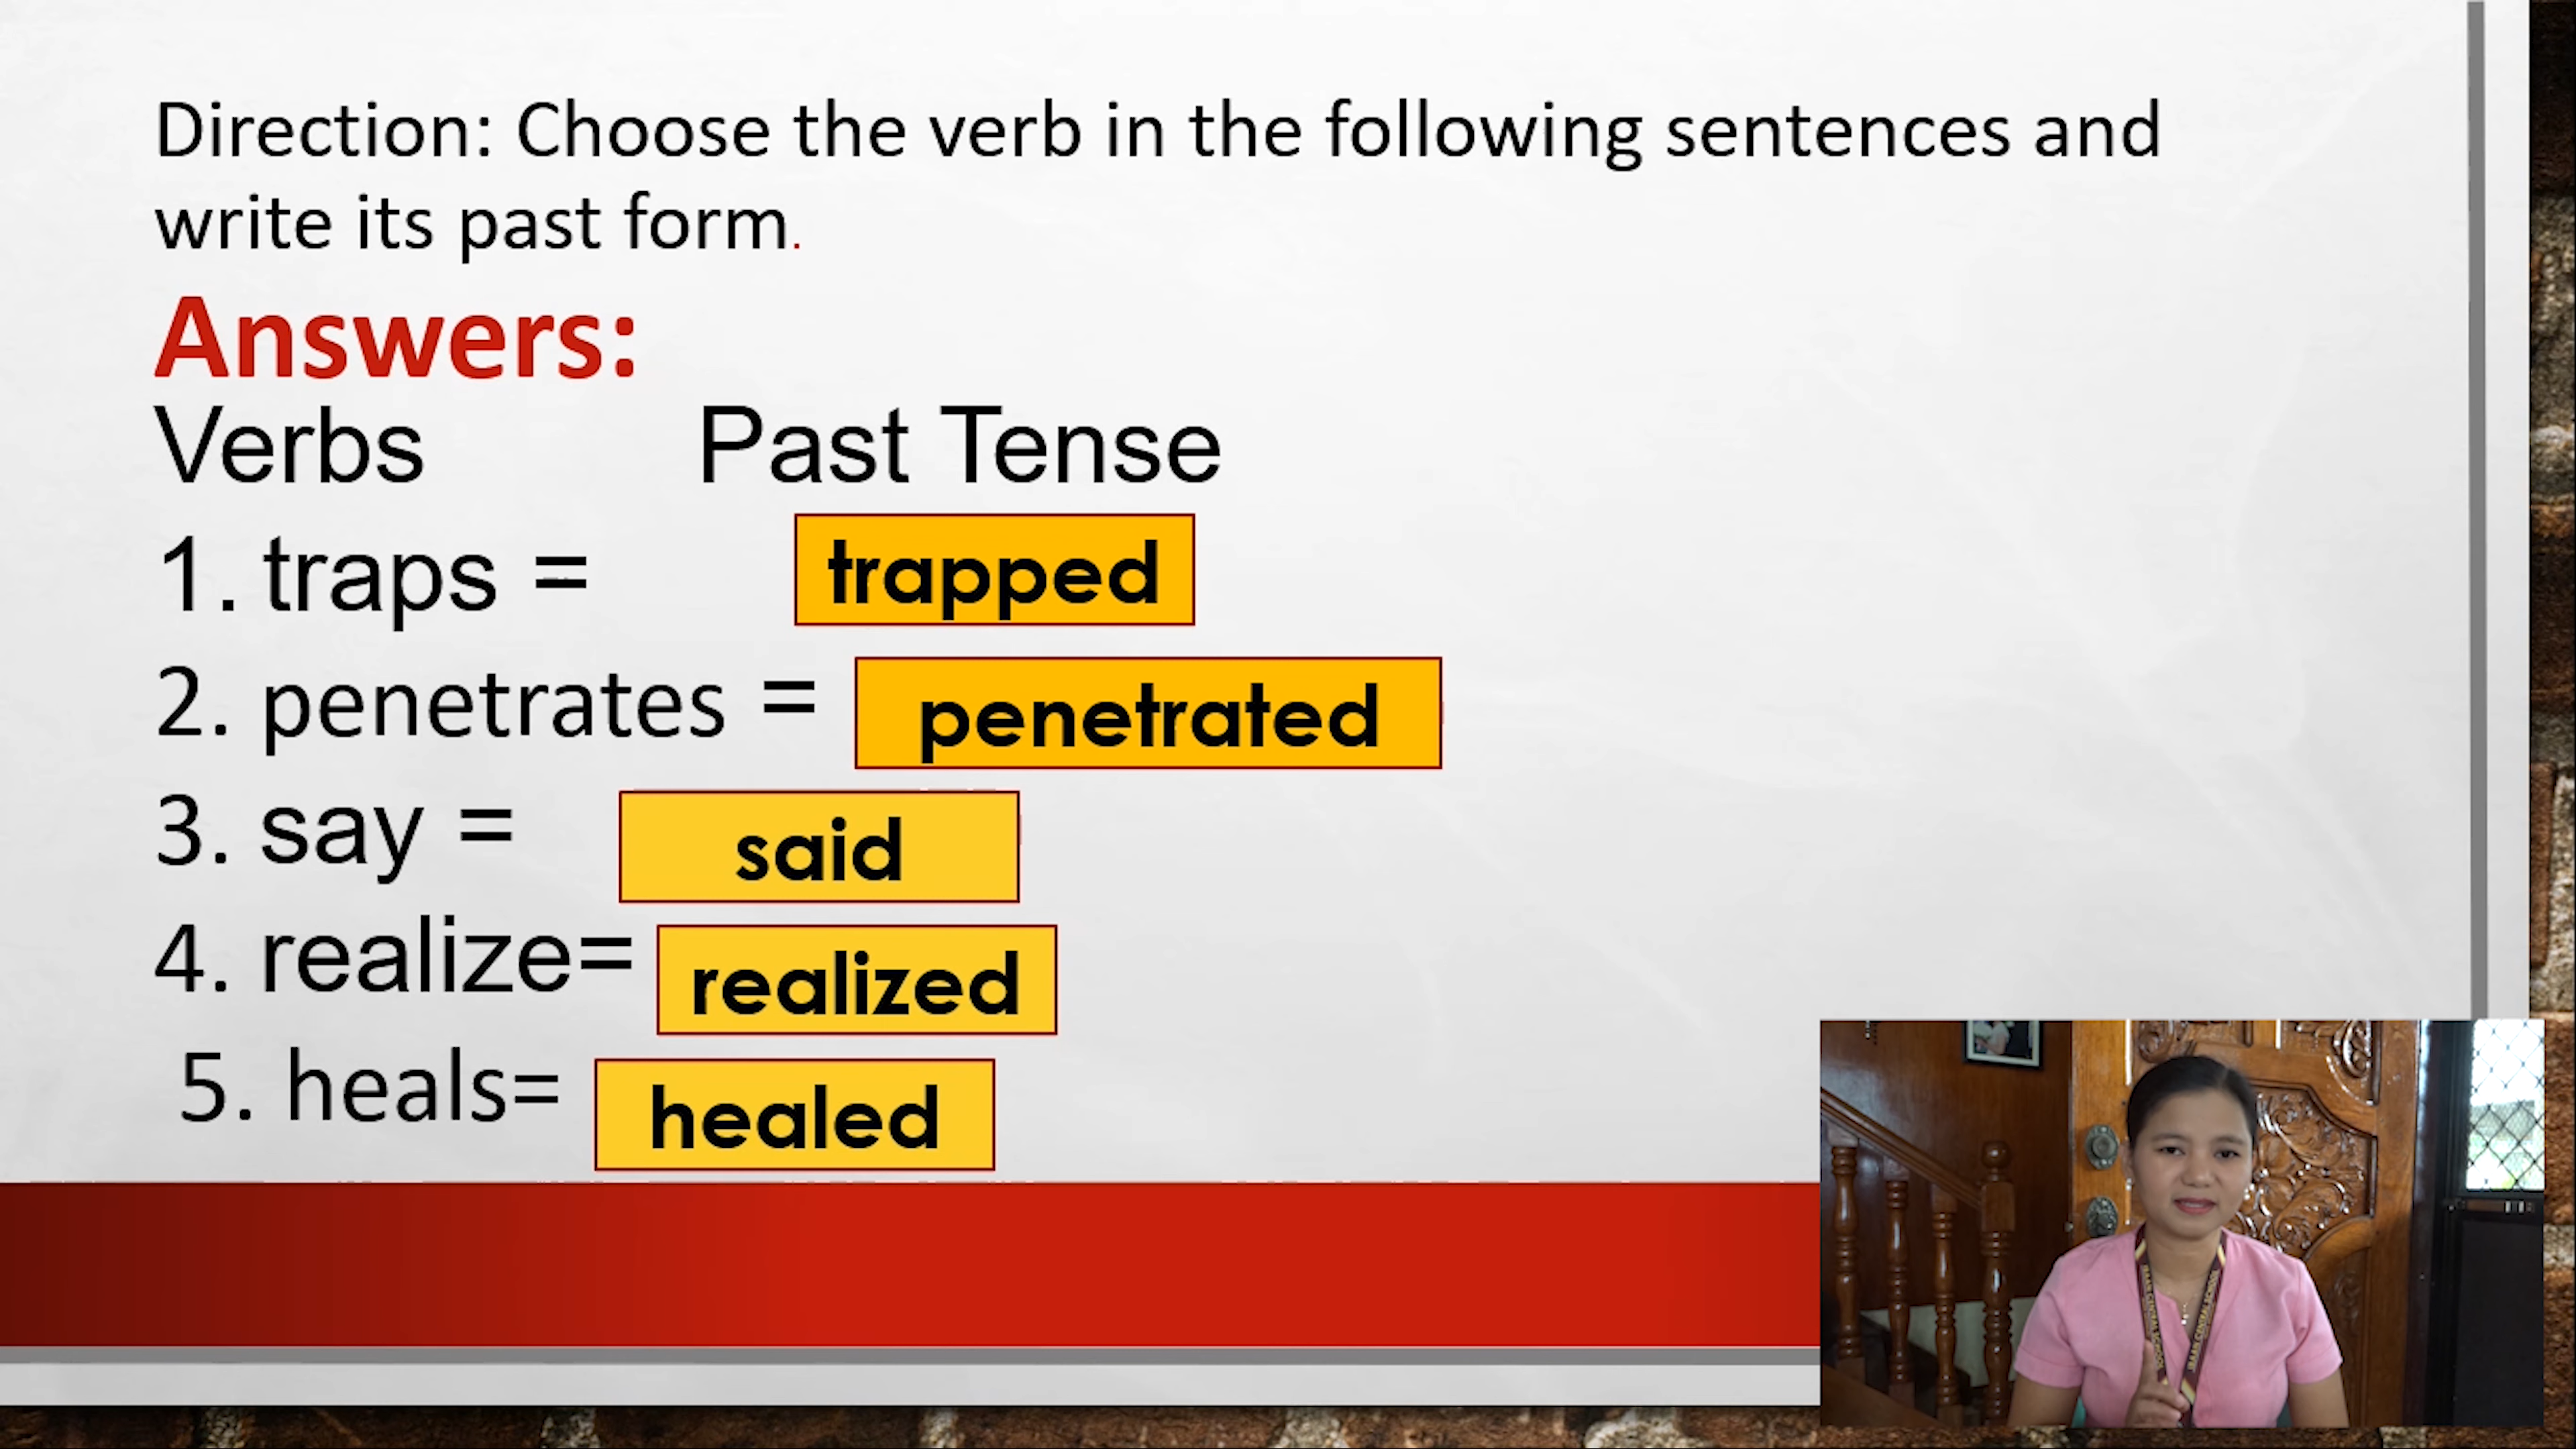 Direction: Choose the verb in the following sentences and
write its past form.
Answers:
Verbs Past Tense
1. traps = trapped
2. penetrates = penetrated
3. say = said
4. realize= realized
5. heals= healed